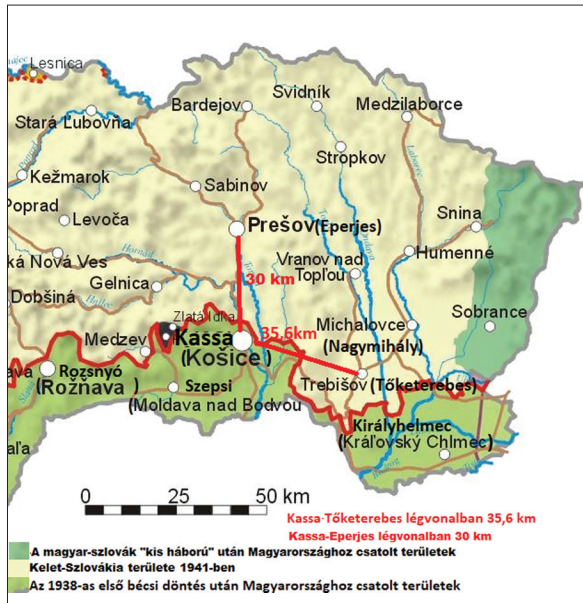 Lesnica
Bardejov
Svidník
Medzilaborce
Stará Ľubovňa
Stropkov
Poprad
Laborec
Kežmarok
Sabinov
Poprad
Levoča
Prešov(Eperjes)
Snina
Hornád
ká Nová Ves
Gelnica
30 km
Vranov nad
Topľou
Humenné
Dobšiná
Hnilec
Zlatá Idka
Medzev
Kassa
(Košice)
35,6km
Michalovce
(Nagymihály)
Sobrance
Rozsnyó
(Rožňava)
Szepsi
(Moldava nad Bodvou
Trebišov (Tőketerebes)
Királyhelmec
(Kráľovský Chlmec)
0 25 50 km
Kassa-Tőketerebes légvonalban 35,6 km
Kassa-Eperjes légvonalban 30 km
-A magyar-szlovák "kis háború" után Magyarországhoz csatolt területek
Kelet-Szlovákia területe 1941-ben
Az 1938-as első bécsi döntés után Magyarországhoz csatolt területek